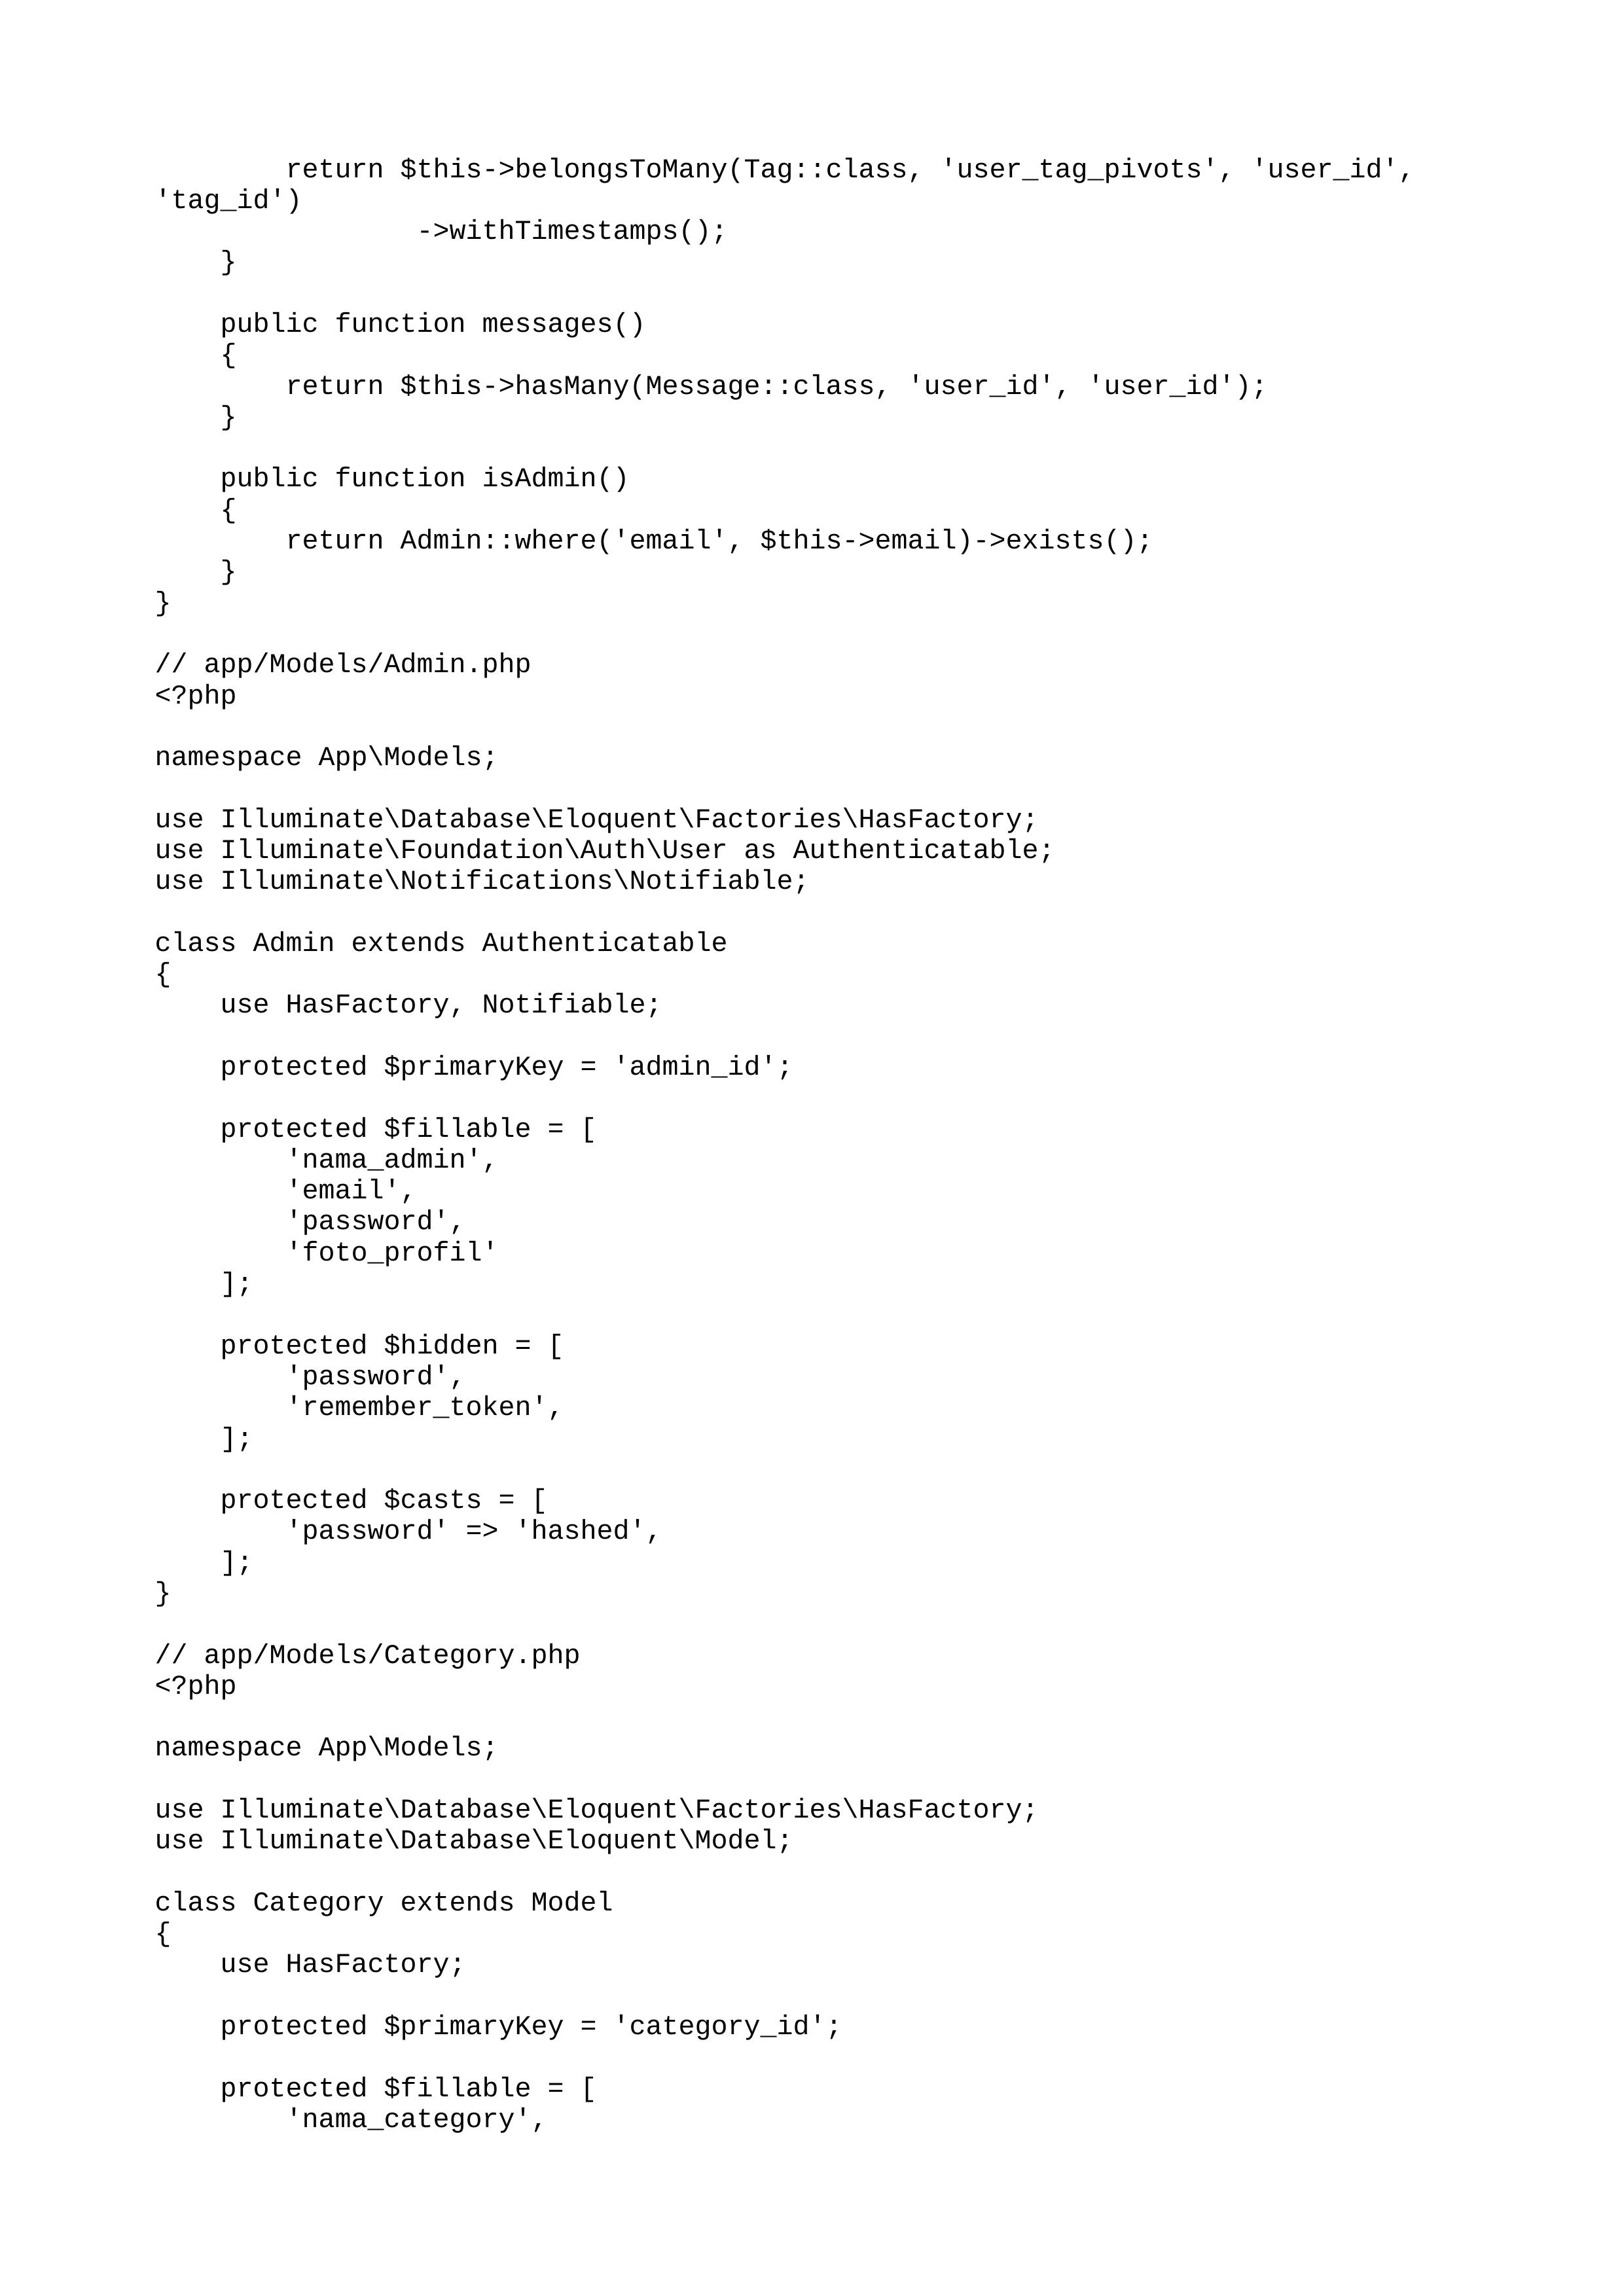 return $this->belongsToMany(Tag::class, 'user_tag_pivots', 'user_id',
'tag_id')
                ->withTimestamps();
    }

    public function messages()
    {
        return $this->hasMany(Message::class, 'user_id', 'user_id');
    }

    public function isAdmin()
    {
        return Admin::where('email', $this->email)->exists();
    }
}

// app/Models/Admin.php
<?php

namespace App\Models;

use Illuminate\Database\Eloquent\Factories\HasFactory;
use Illuminate\Foundation\Auth\User as Authenticatable;
use Illuminate\Notifications\Notifiable;

class Admin extends Authenticatable
{
    use HasFactory, Notifiable;

    protected $primaryKey = 'admin_id';

    protected $fillable = [
        'nama_admin',
        'email',
        'password',
        'foto_profil'
    ];

    protected $hidden = [
        'password',
        'remember_token',
    ];

    protected $casts = [
        'password' => 'hashed',
    ];
}

// app/Models/Category.php
<?php

namespace App\Models;

use Illuminate\Database\Eloquent\Factories\HasFactory;
use Illuminate\Database\Eloquent\Model;

class Category extends Model
{
    use HasFactory;

    protected $primaryKey = 'category_id';

    protected $fillable = [
        'nama_category',